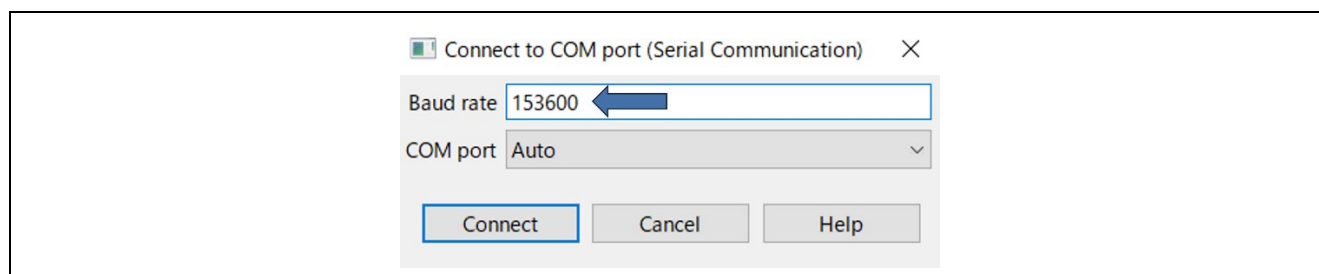 Connect to COM port (Serial Communication)
Baud rate 153600
COM port Auto
Connect Cancel Help